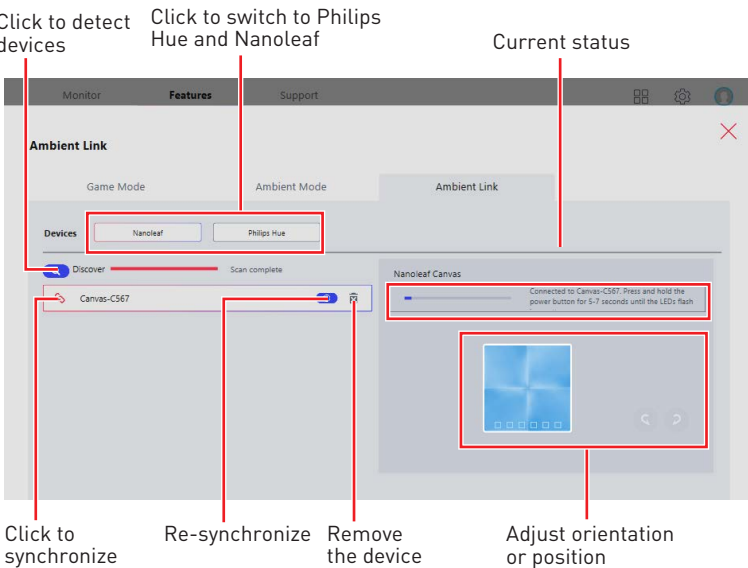 Click to detect
devices
Click to switch to Philips
Hue and Nanoleaf
Current status
Monitor Features Support
Ambient Link
Game Mode Ambient Mode Ambient Link
Devices Nanoleaf Philips Hue
Discover Scan complete
Nanoleaf Canvas
Canvas-C567
Connected to Canvas-C567. Press and hold the
power button for 5-7 seconds until the LEDs flash
Click to
synchronize
Re-synchronize
Remove
the device
Adjust orientation
or position